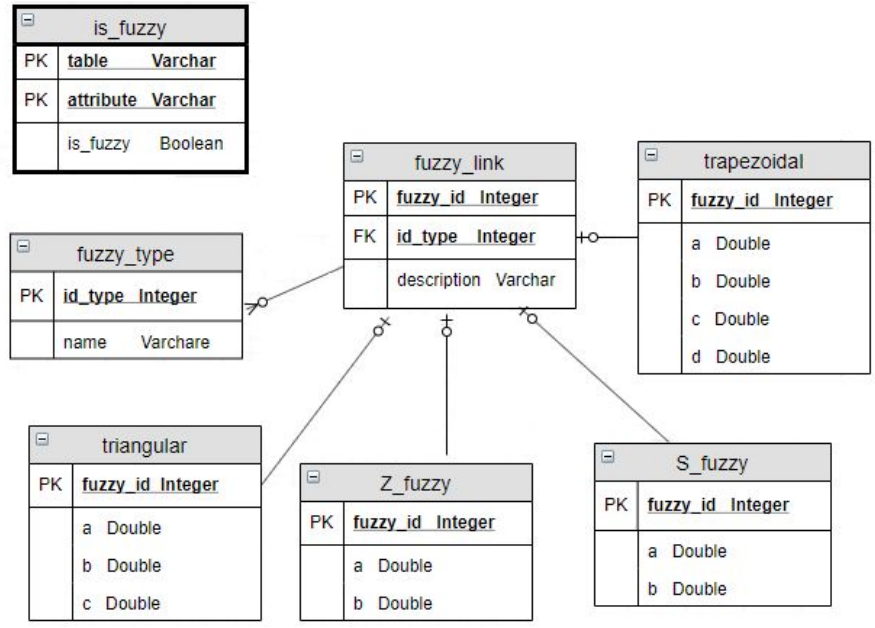 is_fuzzy
PK table Varchar
PK attribute Varchar
is_fuzzy Boolean
fuzzy_link
PK fuzzy_id Integer
FK id_type Integer
description Varchar
trapezoidal
PK fuzzy_id Integer
a Double
b Double
c Double
d Double
fuzzy_type
PK id_type Integer
name Varchare
triangular
PK fuzzy_id Integer
a Double
b Double
c Double
Z_fuzzy
PK fuzzy_id Integer
a Double
b Double
S_fuzzy
PK fuzzy_id Integer
a Double
b Double